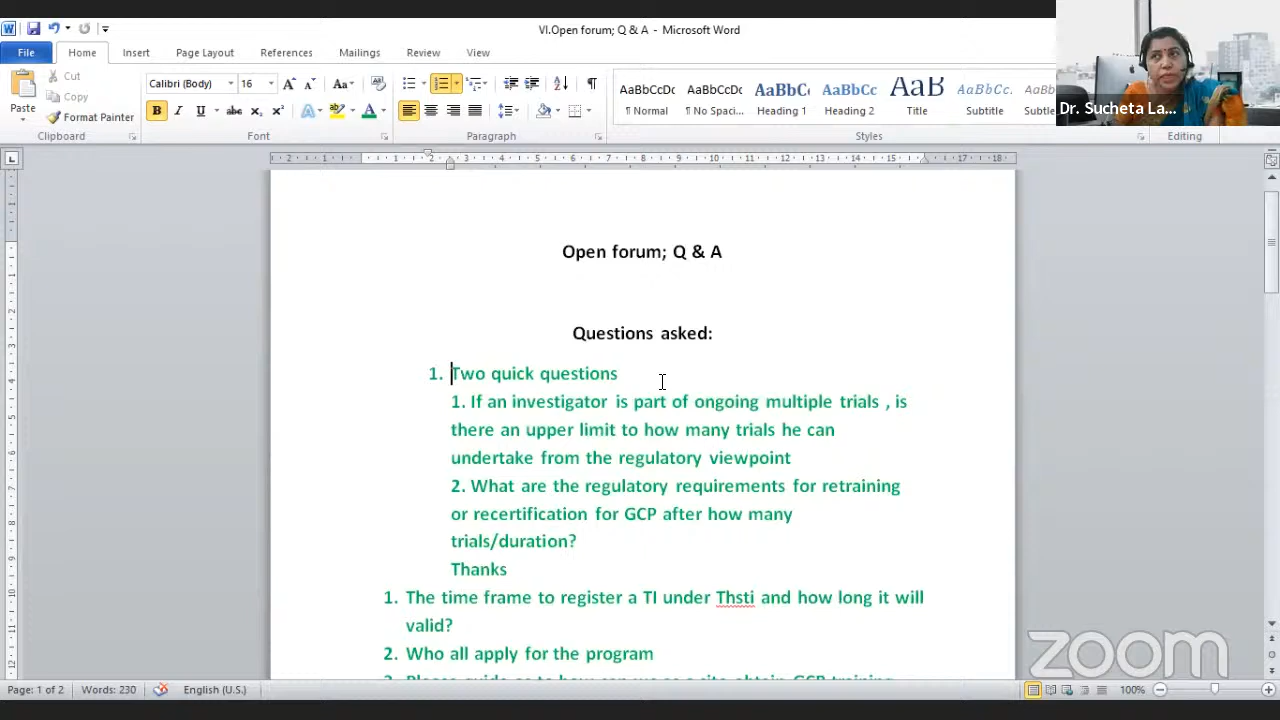 VI.Open forum; Q & A - Microsoft Word
File Home Insert Page Layout References Mailings Review View
Cut
Copy
Paste
Format Painter
Calibri (Body) 16
AaBbCcDc AaBbCcDc AaBbC AaBbCc AaB AaBbCc.
¶ Normal ¶ No Spaci... Heading 1 Heading 2 Title Subtitle
Clipboard Font Paragraph Styles Editing
Dr. Sucheta La...
Open forum; Q & A
Questions asked:
1. Two quick questions
1. If an investigator is part of ongoing multiple trials , is
there an upper limit to how many trials he can
undertake from the regulatory viewpoint
2. What are the regulatory requirements for retraining
or recertification for GCP after how many
trials/duration?
Thanks
1. The time frame to register a TI under Thsti and how long it will
valid?
2. Who all apply for the program
zoom
Page: 1 of 2 Words: 230 English (U.S.) 100%